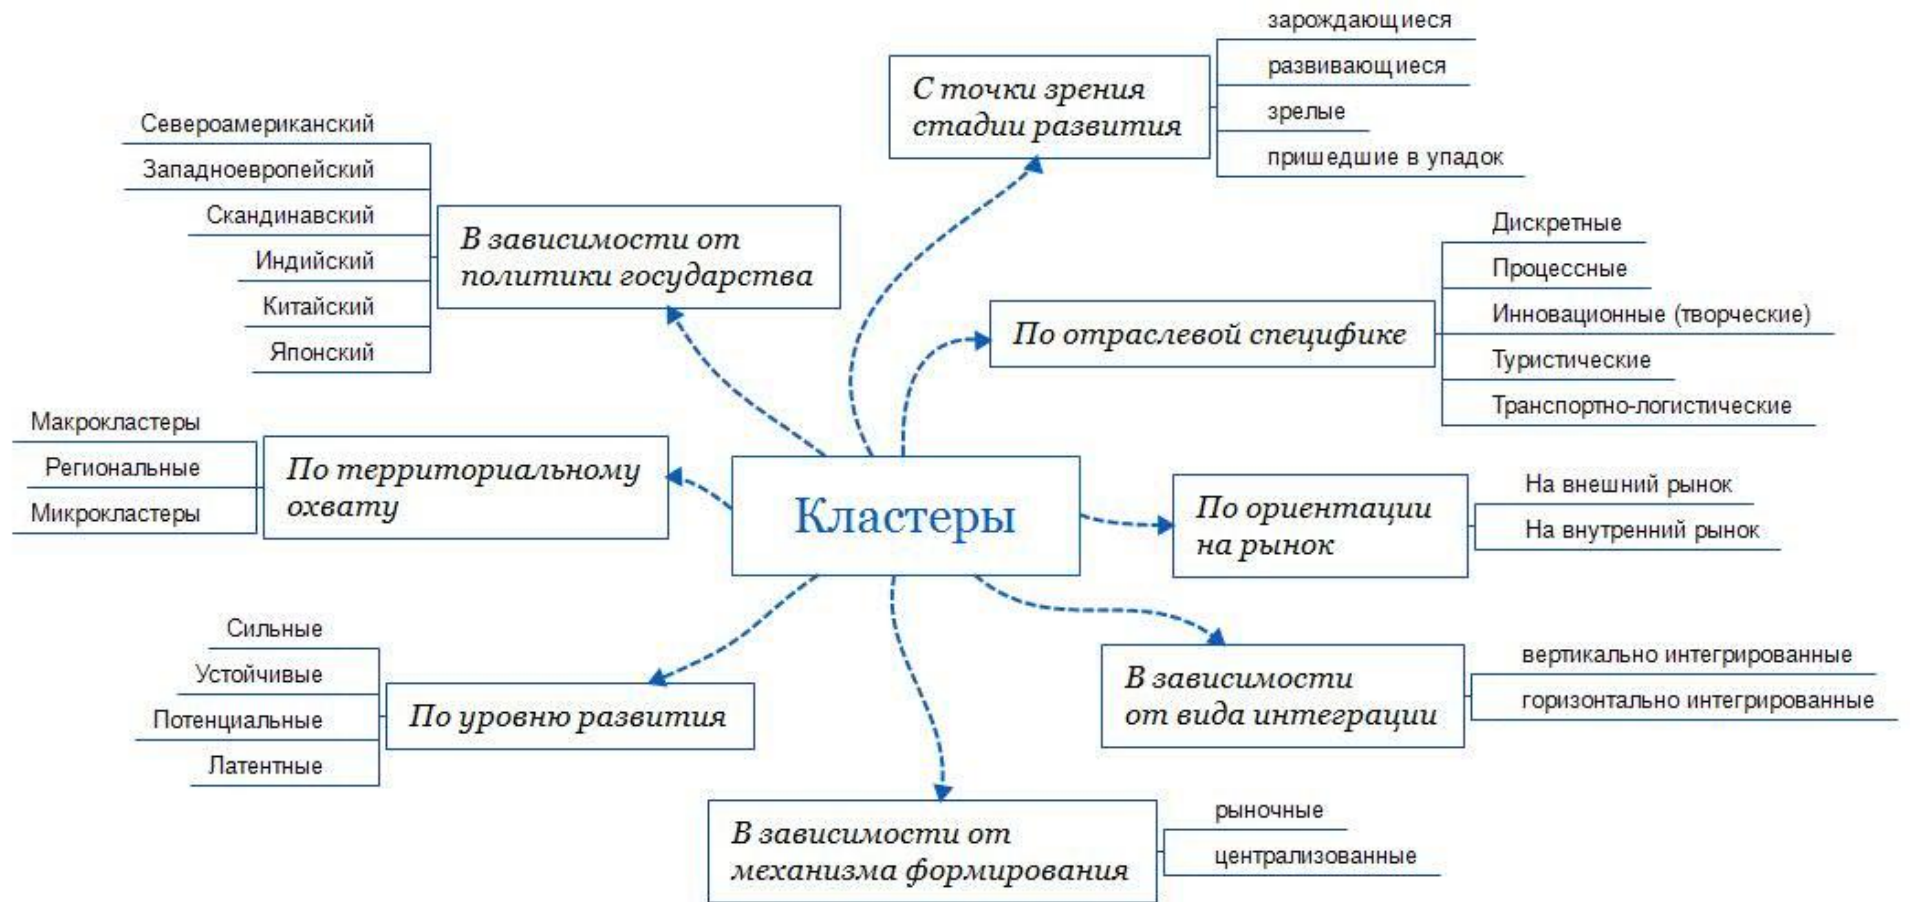 зарождающиеся
развивающиеся
зрелые
пришедшие в упадок
С точки зрения
стадии развития
Североамериканский
Западноевропейский
Скандинавский
Индийский
Китайский
Японский
В зависимости от
политики государства
Дискретные
Процессные
Инновационные (творческие)
Туристические
Транспортно-логистические
По отраслевой специфике
Макрокластеры
Региональные
Микрокластеры
По территориальному
охвату
Кластеры
По ориентации
на рынок
На внешний рынок
На внутренний рынок
Сильные
Устойчивые
Потенциальные
Латентные
По уровню развития
В зависимости
от вида интеграции
вертикально интегрированные
горизонтально интегрированные
В зависимости от
механизма формирования
рыночные
централизованные